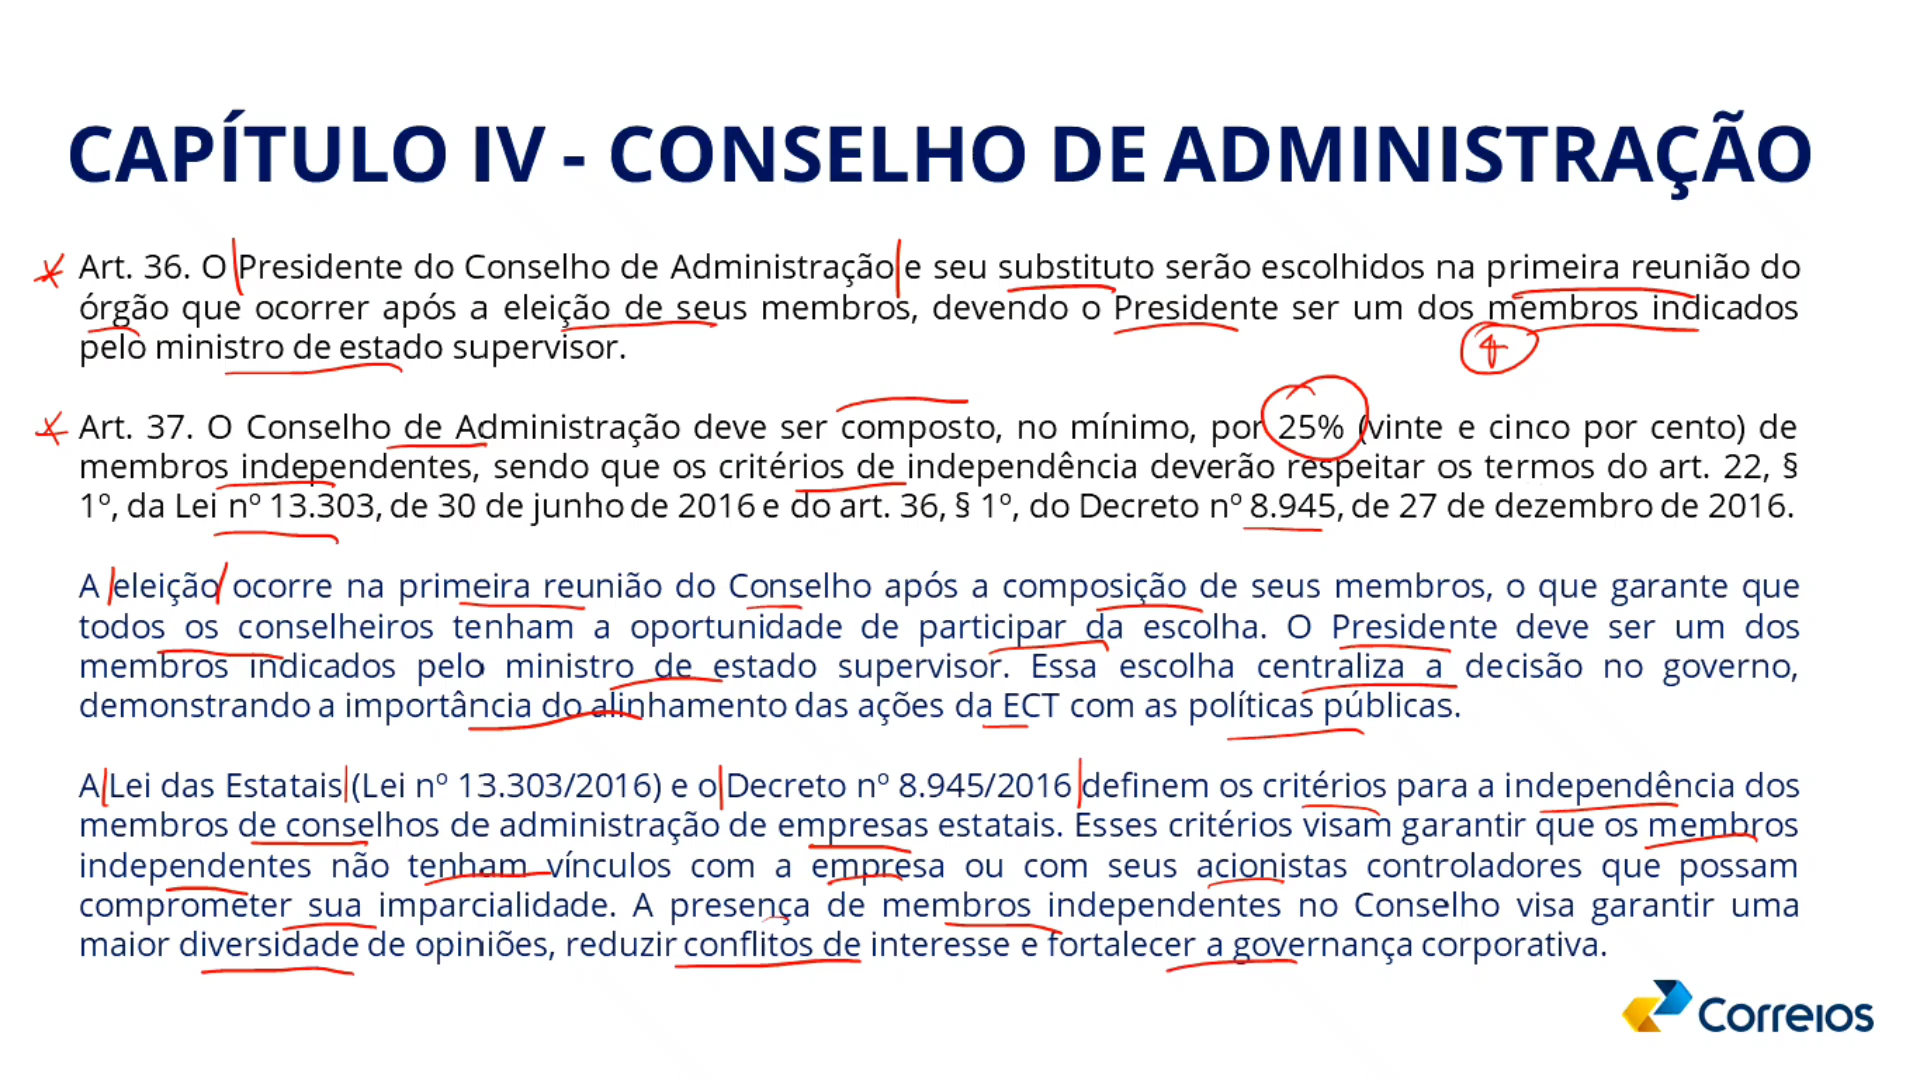 CAPÍTULO IV - CONSELHO DE ADMINISTRAÇÃO
Art. 36. O Presidente do Conselho de Administração e seu substituto serão escolhidos na primeira reunião do
órgão que ocorrer após a eleição de seus membros, devendo o Presidente ser um dos membros indicados
pelo ministro de estado supervisor.
Art. 37. O Conselho de Administração deve ser composto, no mínimo, por 25% (vinte e cinco por cento) de
membros independentes, sendo que os critérios de independência deverão respeitar os termos do art. 22, §
1º, da Lei nº 13.303, de 30 de junho de 2016 e do art. 36, § 1º, do Decreto nº 8.945, de 27 de dezembro de 2016.
A eleição ocorre na primeira reunião do Conselho após a composição de seus membros, o que garante que
todos os conselheiros tenham a oportunidade de participar da escolha. O Presidente deve ser um dos
membros indicados pelo ministro de estado supervisor. Essa escolha centraliza a decisão no governo,
demonstrando a importância do alinhamento das ações da ECT com as políticas públicas.
A Lei das Estatais (Lei nº 13.303/2016) e o Decreto nº 8.945/2016 definem os critérios para a independência dos
membros de conselhos de administração de empresas estatais. Esses critérios visam garantir que os membros
independentes não tenham vínculos com a empresa ou com seus acionistas controladores que possam
comprometer sua imparcialidade. A presença de membros independentes no Conselho visa garantir uma
maior diversidade de opiniões, reduzir conflitos de interesse e fortalecer a governança corporativa.
Correios